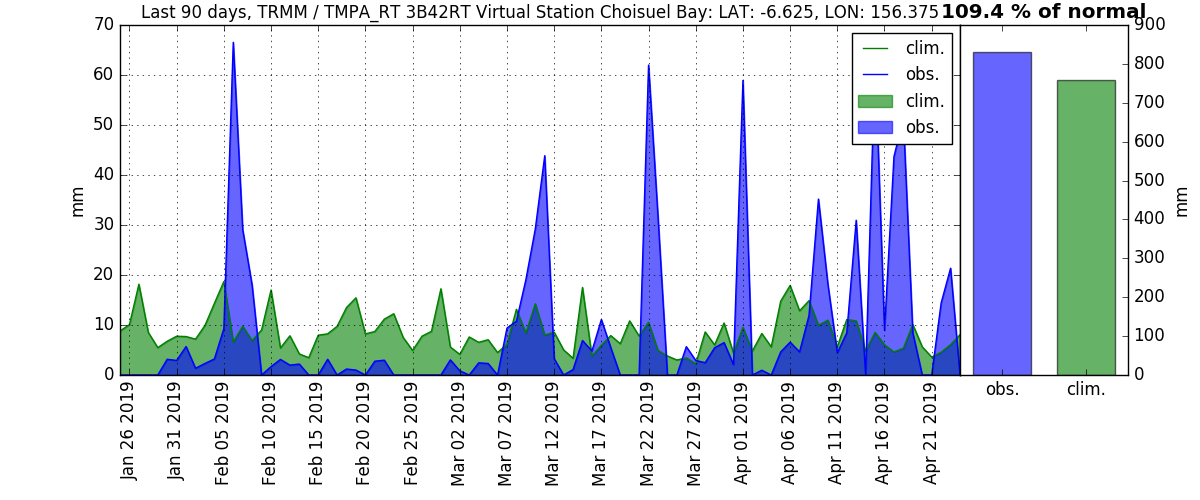 Last 90 days, TRMM / TMPA_RT 3B42RT Virtual Station Choisuel Bay: LAT: -6.625, LON: 156.375
109.4 % of normal
70
60
50
40
30
20
10
0
mm
clim.
obs.
clim.
obs.
Jan 26 2019
Jan 31 2019
Feb 05 2019
Feb 10 2019
Feb 15 2019
Feb 20 2019
Feb 25 2019
Mar 02 2019
Mar 07 2019
Mar 12 2019
Mar 17 2019
Mar 22 2019
Mar 27 2019
Apr 01 2019
Apr 06 2019
Apr 11 2019
Apr 16 2019
Apr 21 2019
900
800
700
600
500
400
300
200
100
0
mm
obs.
clim.